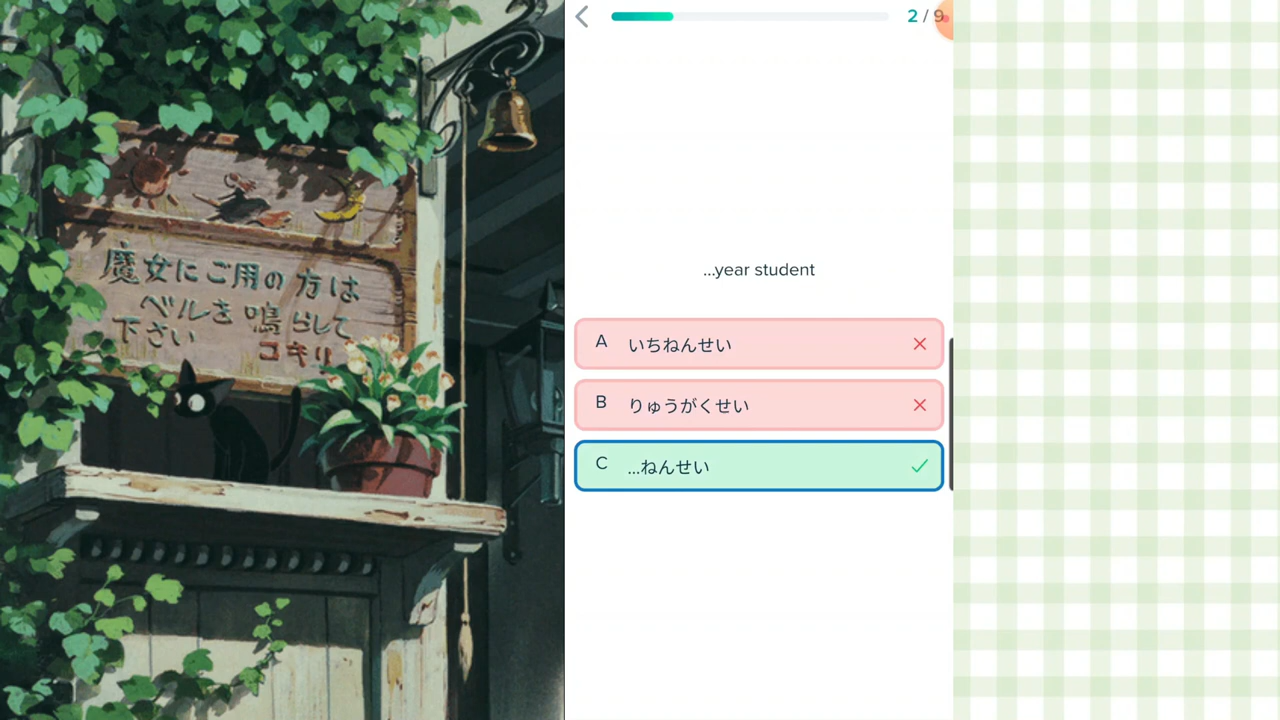 魔女にご用の方は
ベルを鳴らして
下さい
コキリ
2 / 9
...year student
A いちねんせい
B りゅうがくせい
C ...ねんせい